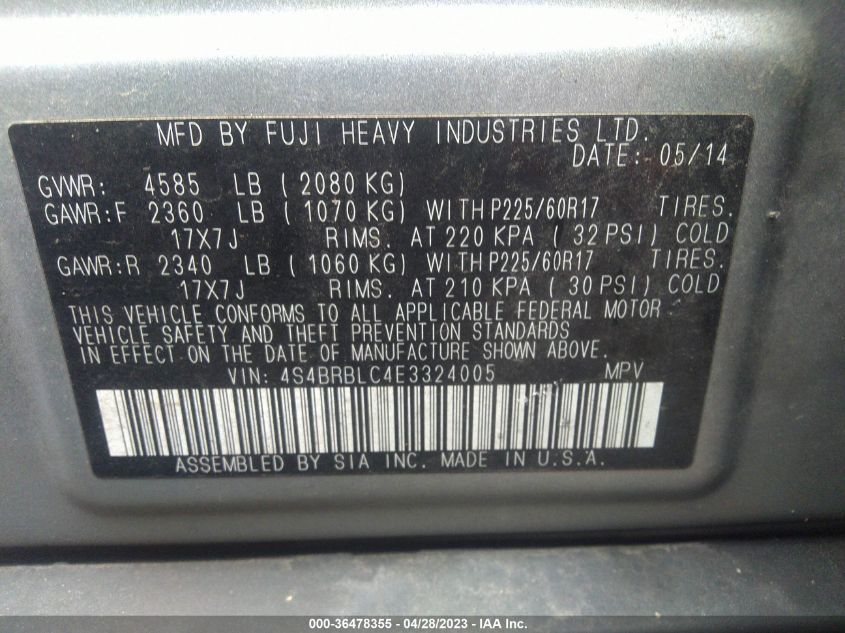 MFD BY FUJI HEAVY INDUSTRIES LTD.
DATE: 05/14
GVWR: 4585 LB ( 2080 KG)
GAWR:F 2360 LB ( 1070 KG) WITH P225/60R17 TIRES.
17X7J RIMS. AT 220 KPA ( 32 PSI) COLD
GAWR:R 2340 LB ( 1060 KG) WITH P225/60R17 TIRES.
17X7J RIMS. AT 210 KPA ( 30 PSI) COLD
THIS VEHICLE CONFORMS TO ALL APPLICABLE FEDERAL MOTOR
VEHICLE SAFETY AND THEFT PREVENTION STANDARDS
IN EFFECT ON THE DATE OF MANUFACTURE SHOWN ABOVE.
VIN: 4S4BRBLC4E3324005 MPV
ASSEMBLED BY SIA INC. MADE IN U.S.A.
000-36478355 - 04/28/2023 - IAA Inc.